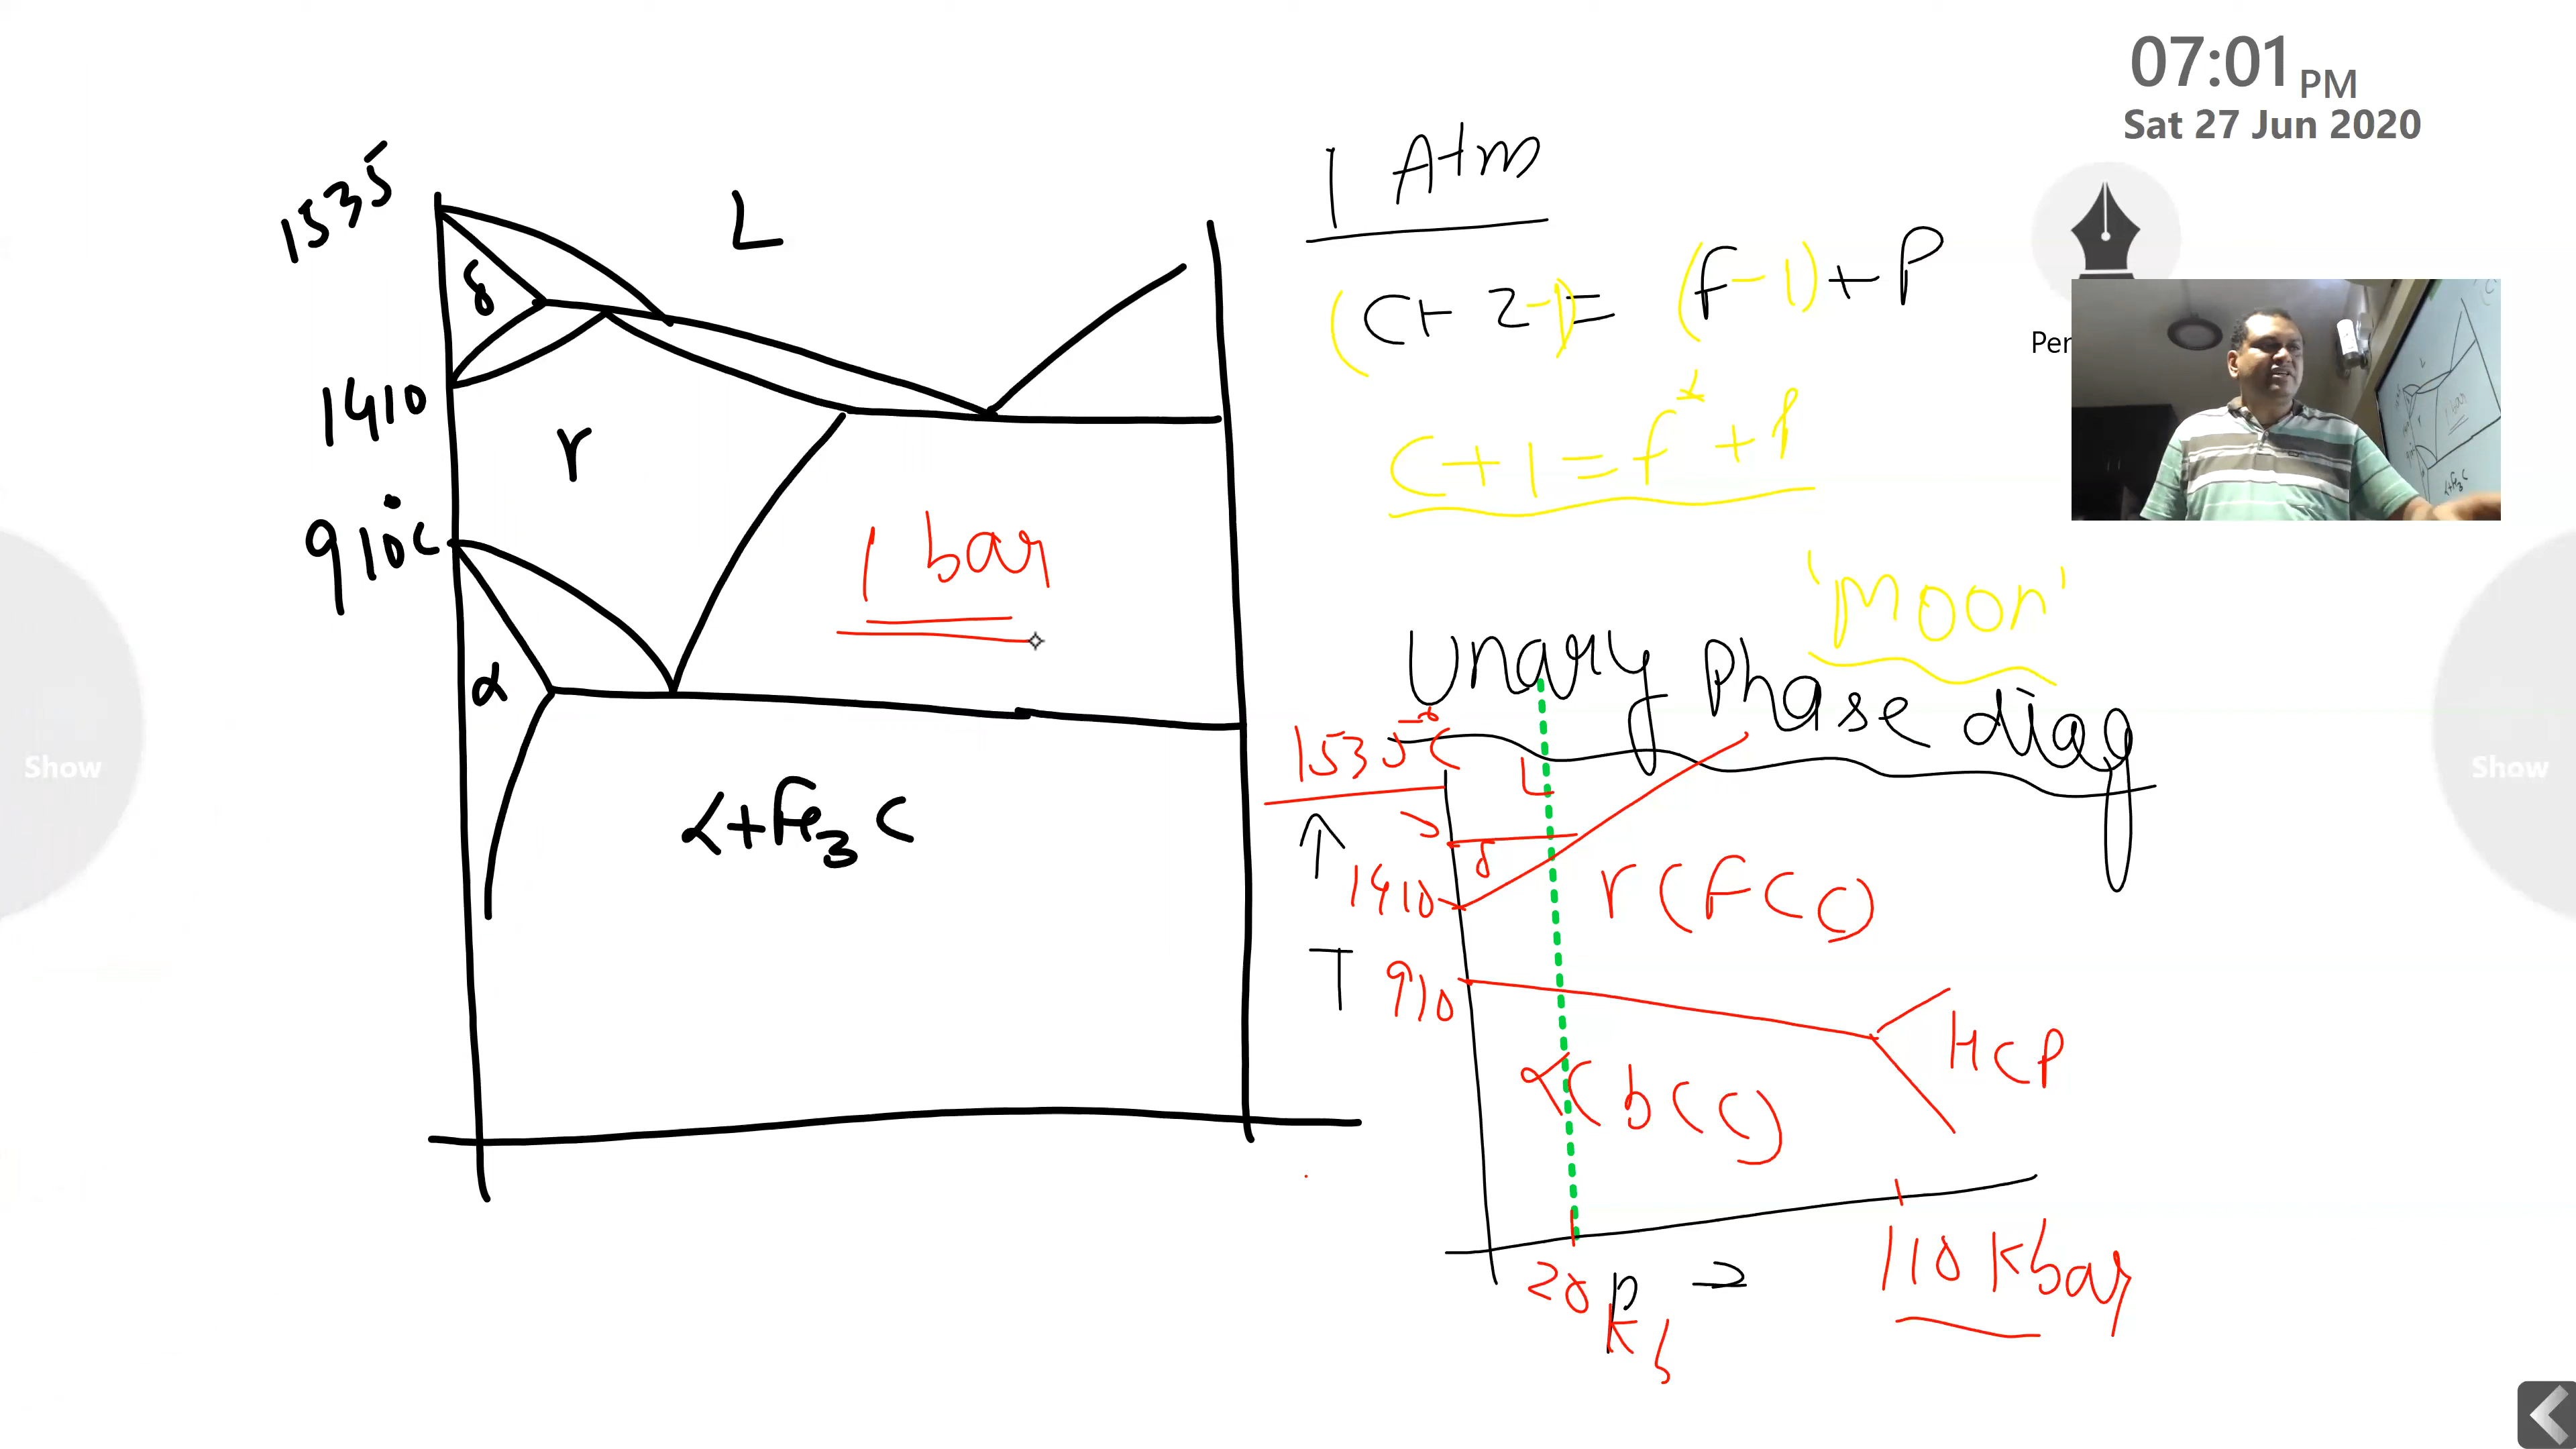 07:01 PM
Sat 27 Jun 2020
1535
L
δ
1410
r
910°C
1 bar
α
α+Fe3C
1 Atm
(C+2-1)= (F-1)+P
C+1=F*+P
Per
'Moon'
Unary Phase diag
1535°C
L
δ
1410
r(FCC)
T
910
HCP
α(bCC)
20
P
Kb
110 Kbar
Show
Show